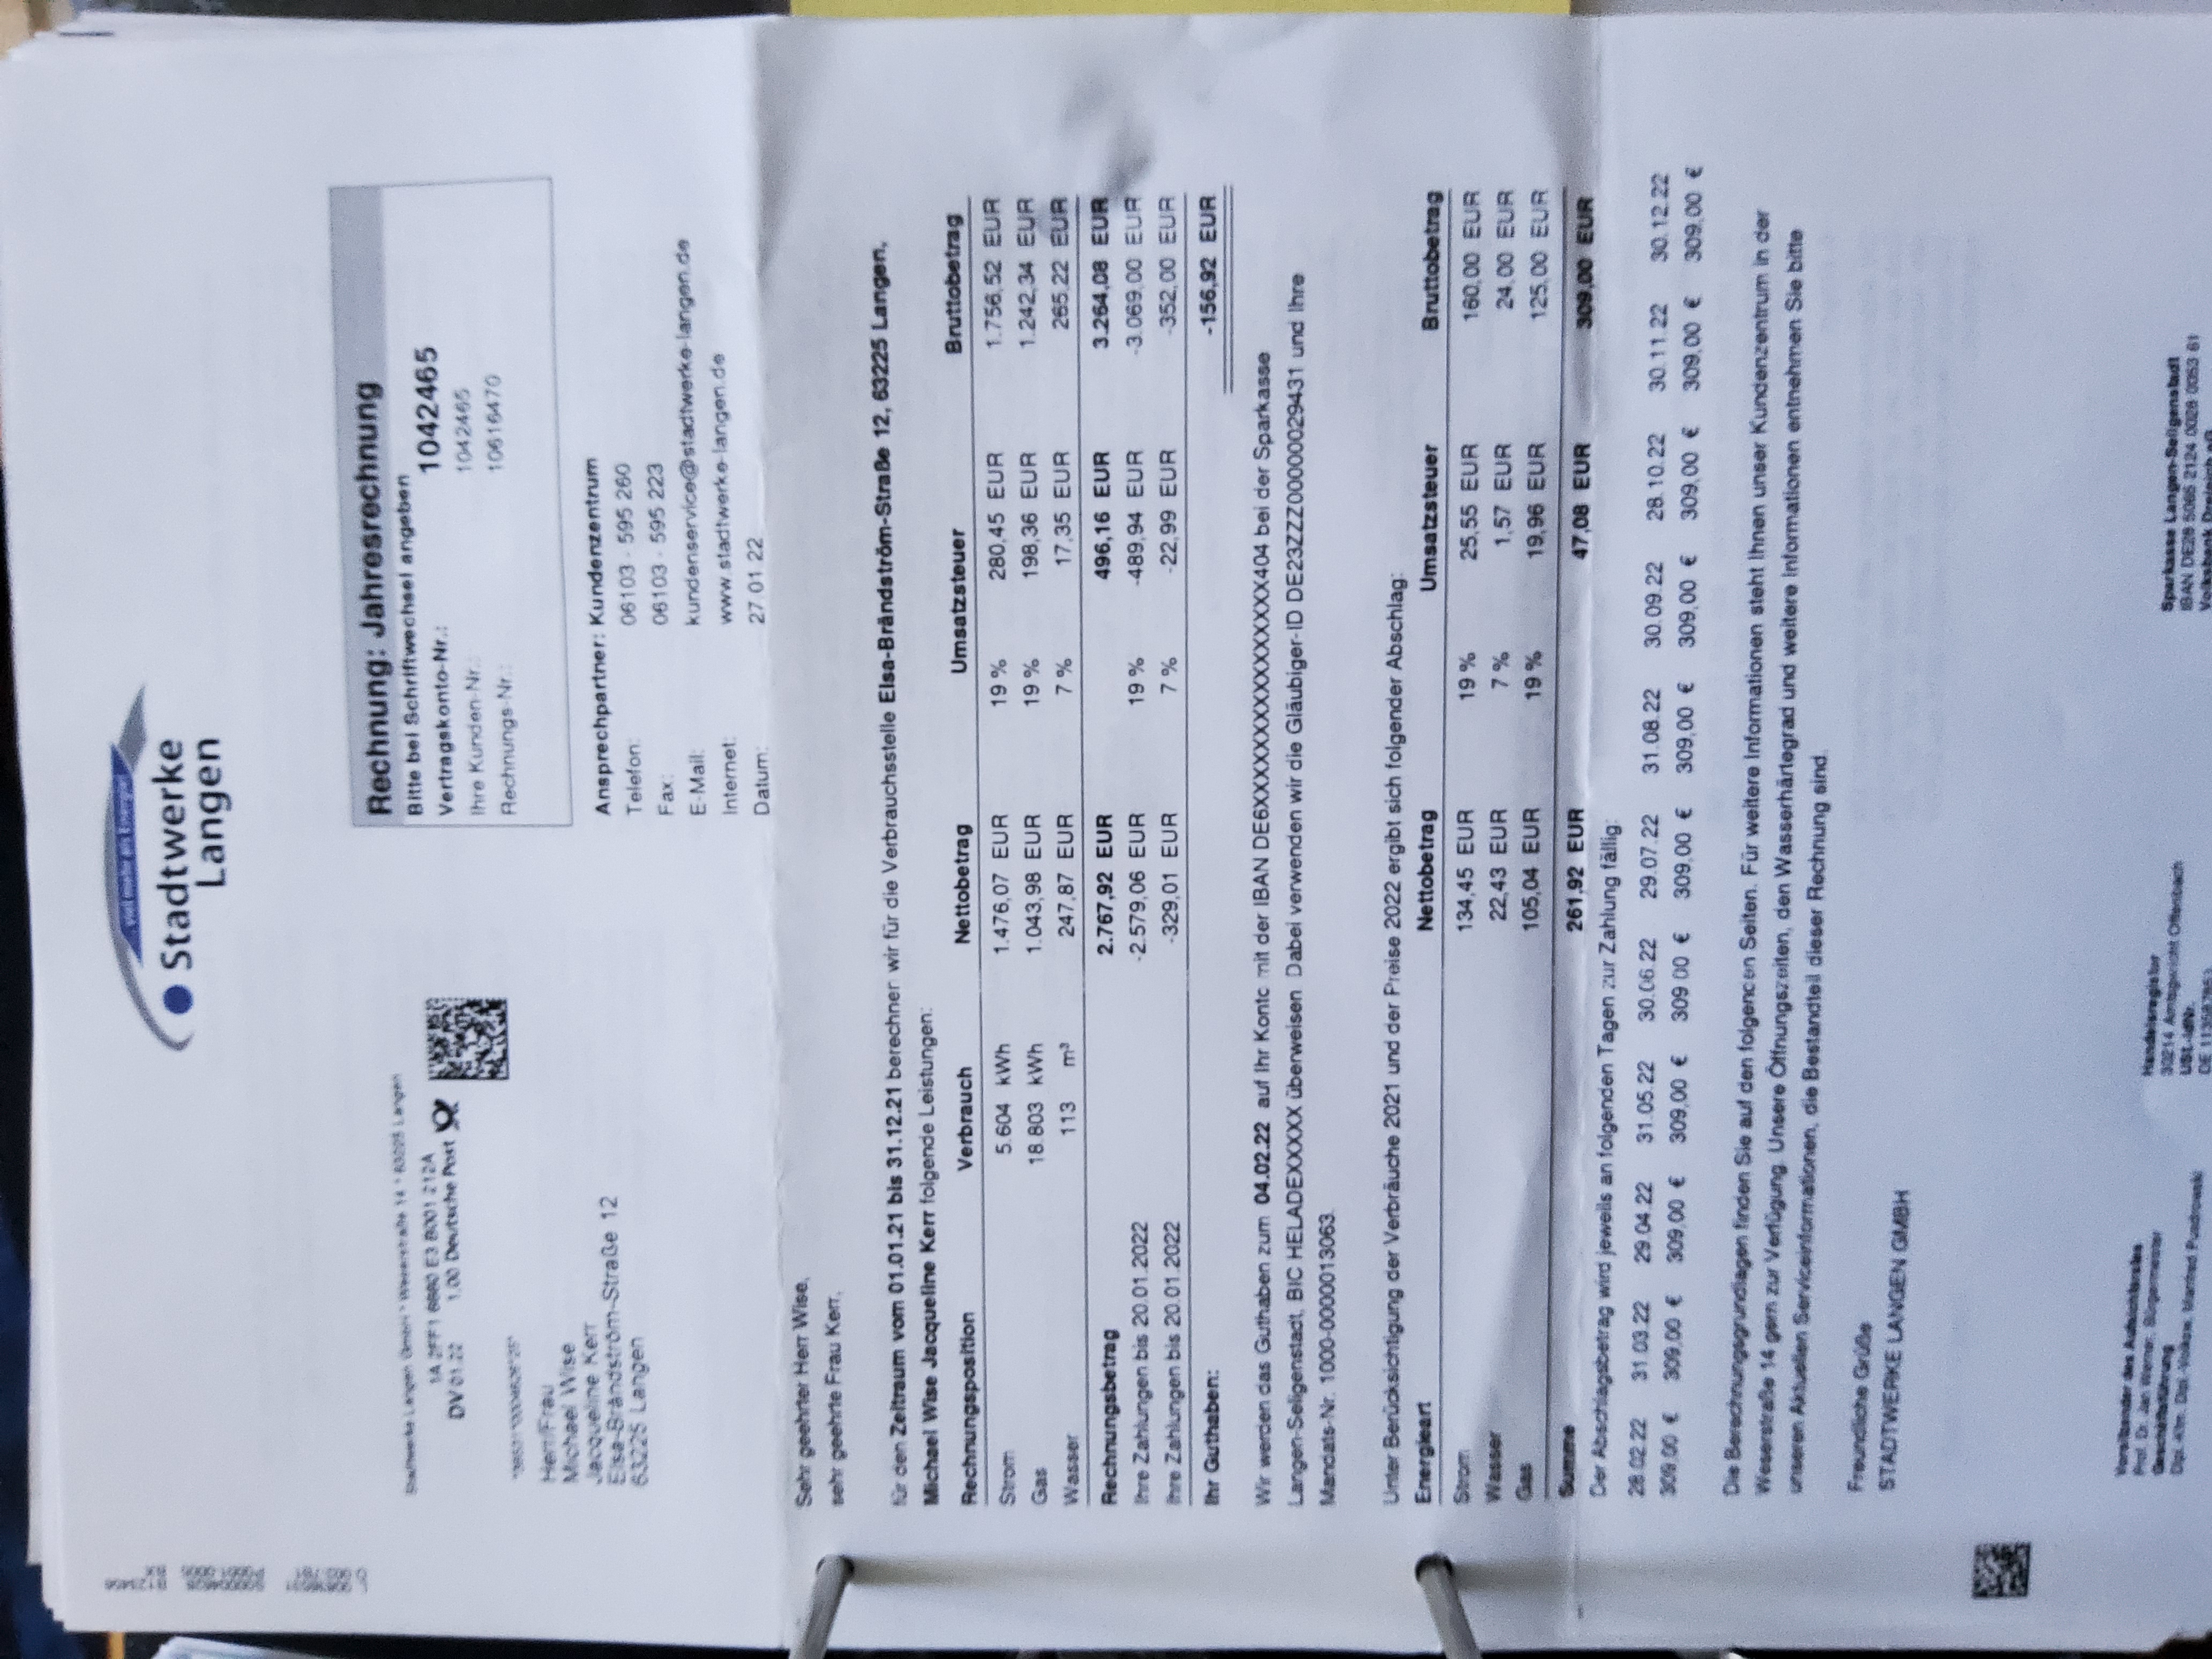 viel mehr als Energie!
Stadtwerke
Langen
Rechnung: Jahresrechnung
Bitte bei Schriftwechsel angeben
Vertragskonto-Nr.: 1042465
Ihre Kunden-Nr.: 1042465
Rechnungs-Nr.: 10616470
Stadtwerke Langen GmbH * Weserstraße 14 * 63225 Langen
1A 2FF1 6680 E3 B001 212A
DV 01.22 1,00 Deutsche Post
Herr/Frau
Michael Wise
Jacqueline Kerr
Elsa-Brändström-Straße 12
63225 Langen
Ansprechpartner: Kundenzentrum
Telefon: 06103 - 595 260
Fax: 06103 - 595 223
E-Mail: kundenservice@stadtwerke-langen.de
Internet: www.stadtwerke-langen.de
Datum: 27.01.22
Sehr geehrter Herr Wise,
sehr geehrte Frau Kerr,
für den Zeitraum vom 01.01.21 bis 31.12.21 berechnen wir für die Verbrauchsstelle Elsa-Brändström-Straße 12, 63225 Langen,
Michael Wise Jacqueline Kerr folgende Leistungen:
Rechnungsposition Verbrauch Nettobetrag Umsatzsteuer Bruttobetrag
Strom 5.604 kWh 1.476,07 EUR 19 % 280,45 EUR 1.756,52 EUR
Gas 18.803 kWh 1.043,98 EUR 19 % 198,36 EUR 1.242,34 EUR
Wasser 113 m³ 247,87 EUR 7 % 17,35 EUR 265,22 EUR
Rechnungsbetrag 2.767,92 EUR 496,16 EUR 3.264,08 EUR
Ihre Zahlungen bis 20.01.2022 -2.579,06 EUR 19 % -489,94 EUR -3.069,00 EUR
Ihre Zahlungen bis 20.01.2022 -329,01 EUR 7 % -22,99 EUR -352,00 EUR
Ihr Guthaben: -156,92 EUR
Wir werden das Guthaben zum 04.02.22 auf Ihr Konto mit der IBAN DE6XXXXXXXXXXXXXXXX404 bei der Sparkasse
Langen-Seligenstadt, BIC HELADEXXXXX überweisen. Dabei verwenden wir die Gläubiger-ID DE23ZZZ00000029431 und Ihre
Mandats-Nr. 1000-0000013063.
Unter Berücksichtigung der Verbräuche 2021 und der Preise 2022 ergibt sich folgender Abschlag:
Energieart Nettobetrag Umsatzsteuer Bruttobetrag
Strom 134,45 EUR 19 % 25,55 EUR 160,00 EUR
Wasser 22,43 EUR 7 % 1,57 EUR 24,00 EUR
Gas 105,04 EUR 19 % 19,96 EUR 125,00 EUR
Summe 261,92 EUR 47,08 EUR 309,00 EUR
Der Abschlagsbetrag wird jeweils an folgenden Tagen zur Zahlung fällig:
28.02.22 31.03.22 29.04.22 31.05.22 30.06.22 29.07.22 31.08.22 30.09.22 28.10.22 30.11.22 30.12.22
309,00 € 309,00 € 309,00 € 309,00 € 309,00 € 309,00 € 309,00 € 309,00 € 309,00 € 309,00 € 309,00 €
Die Berechnungsgrundlagen finden Sie auf den folgenden Seiten. Für weitere Informationen steht Ihnen unser Kundenzentrum in der
Weserstraße 14 gern zur Verfügung. Unsere Öffnungszeiten, den Wasserhärtegrad und weitere Informationen entnehmen Sie bitte
unseren Aktuellen Serviceinformationen, die Bestandteil dieser Rechnung sind.
Freundliche Grüße
STADTWERKE LANGEN GMBH
Vorsitzender des Aufsichtsrates
Prof. Dr. Jan Werner, Bürgermeister
Geschäftsführung
Dipl.-Kfm. Dipl.-Volksw. Manfred Pusdrowski
Handelsregister
30214 Amtsgericht Offenbach
USt.-IdNr.
Sparkasse Langen-Seligenstadt
IBAN DE28 5065 2124 0028 0053 61
Volksbank Dreieich eG